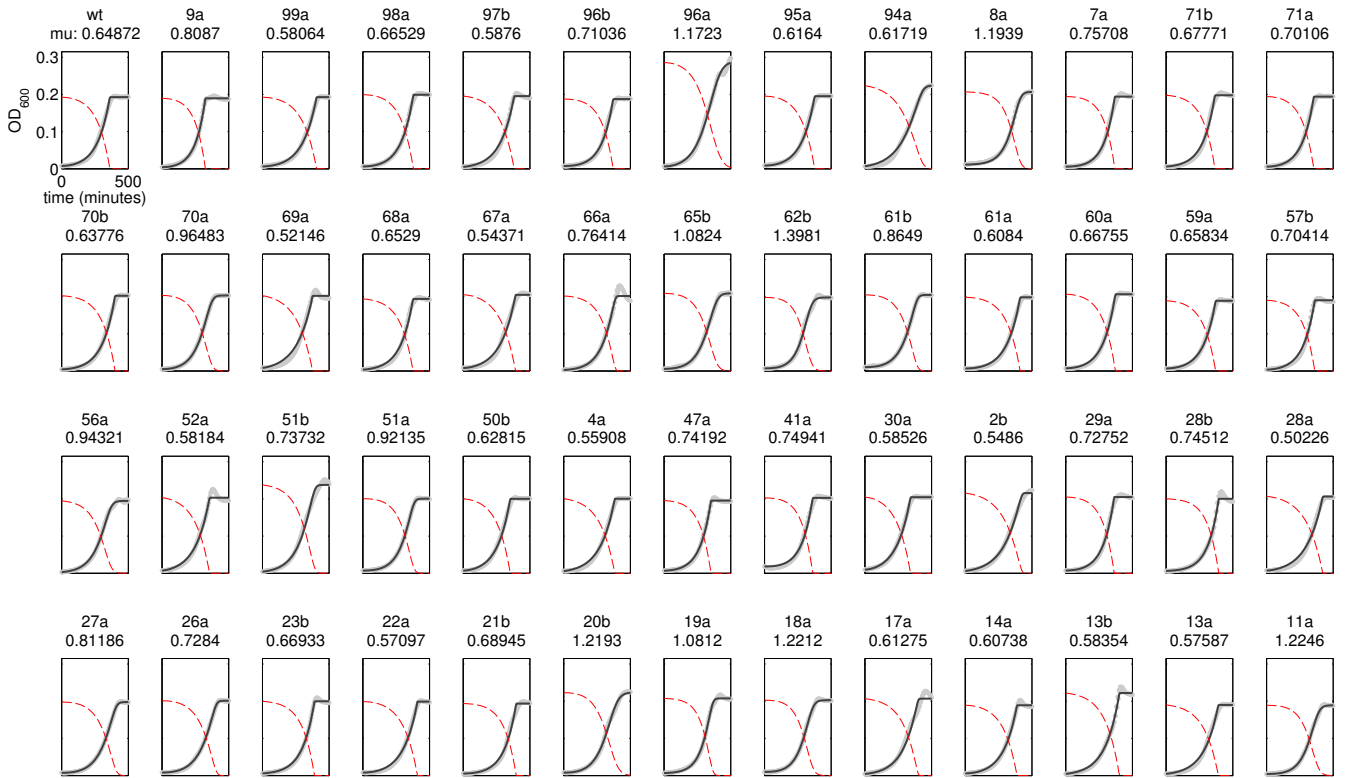 wt 9a 99a 98a 97b 96b 96a 95a 94a 8a 7a 71b 71a
mu: 0.64872 0.8087 0.58064 0.66529 0.5876 0.71036 1.1723 0.6164 0.61719 1.1939 0.75708 0.67771 0.70106
0.3
0.2
0.1
0
OD600
0 500
time (minutes)
70b 70a 69a 68a 67a 66a 65b 62b 61b 61a 60a 59a 57b
0.63776 0.96483 0.52146 0.6529 0.54371 0.76414 1.0824 1.3981 0.8649 0.6084 0.66755 0.65834 0.70414
56a 52a 51b 51a 50b 4a 47a 41a 30a 2b 29a 28b 28a
0.94321 0.58184 0.73732 0.92135 0.62815 0.55908 0.74192 0.74941 0.58526 0.5486 0.72752 0.74512 0.50226
27a 26a 23b 22a 21b 20b 19a 18a 17a 14a 13b 13a 11a
0.81186 0.7284 0.66933 0.57097 0.68945 1.2193 1.0812 1.2212 0.61275 0.60738 0.58354 0.57587 1.2246